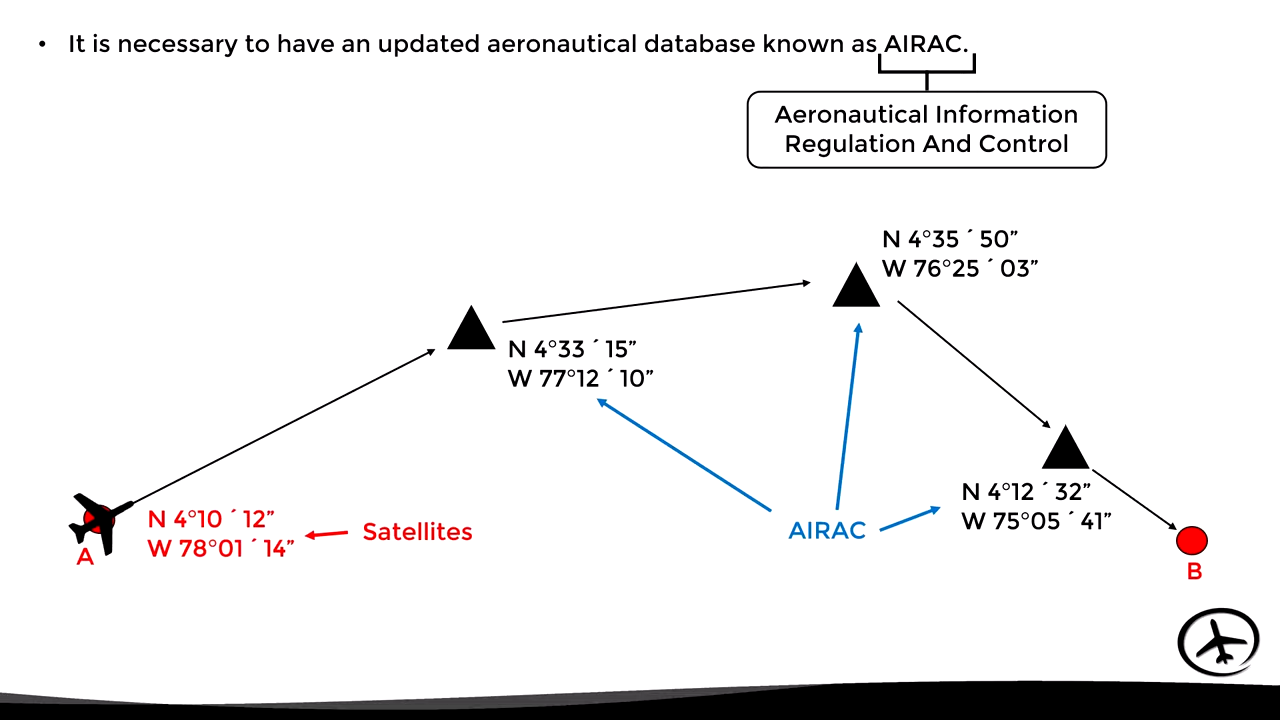 • It is necessary to have an updated aeronautical database known as AIRAC.
Aeronautical Information
Regulation And Control
N 4°35´50”
W 76°25´03”
N 4°33´15”
W 77°12´10”
N 4°12´32”
W 75°05´41”
N 4°10´12”
W 78°01´14”
Satellites
AIRAC
A
B